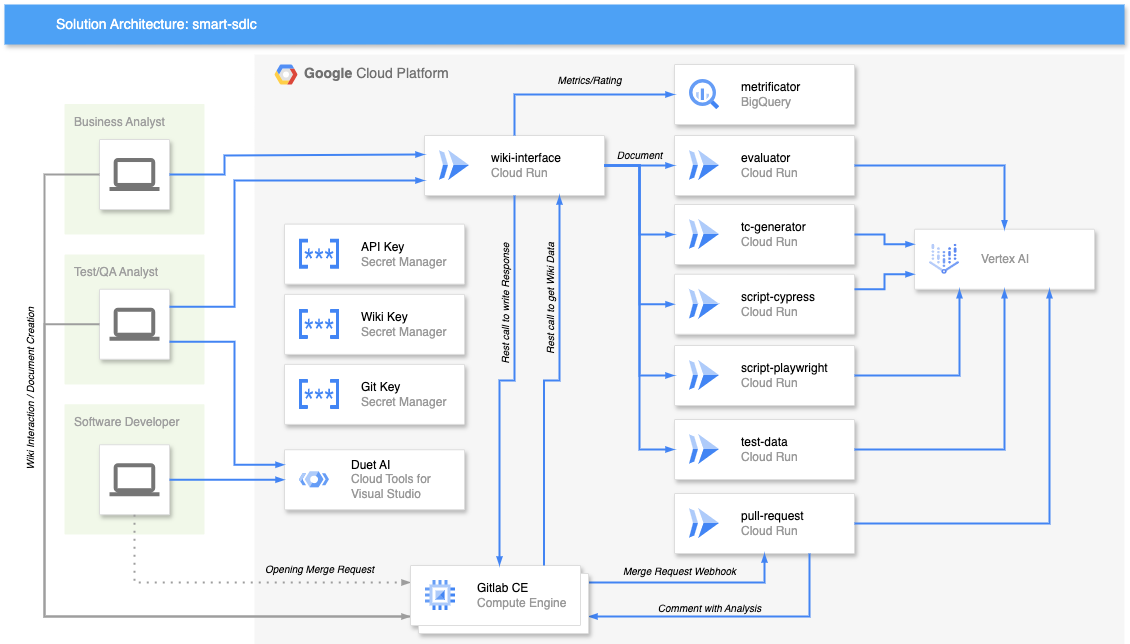 Solution Architecture: smart-sdlc
Google Cloud Platform
Metrics/Rating
metrificator
BigQuery
Business Analyst
wiki-interface
Cloud Run
Document
evaluator
Cloud Run
tc-generator
Cloud Run
API Key
Secret Manager
Vertex AI
Test/QA Analyst
script-cypress
Cloud Run
Wiki Key
Secret Manager
Rest call to write Response
Rest call to get Wiki Data
Wiki Interaction / Document Creation
script-playwright
Cloud Run
Git Key
Secret Manager
Software Developer
test-data
Cloud Run
Duet AI
Cloud Tools for
Visual Studio
pull-request
Cloud Run
Opening Merge Request
Gitlab CE
Compute Engine
Merge Request Webhook
Comment with Analysis